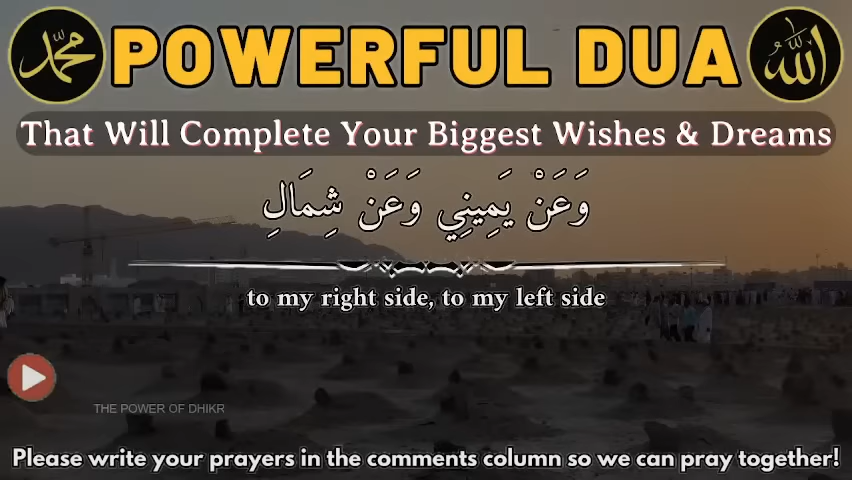 محمد
POWERFUL DUA
الله
That Will Complete Your Biggest Wishes & Dreams
وَعَنْ يَمِينِي وَعَنْ شِمَالِ
to my right side, to my left side
THE POWER OF DHIKR
Please write your prayers in the comments column so we can pray together!